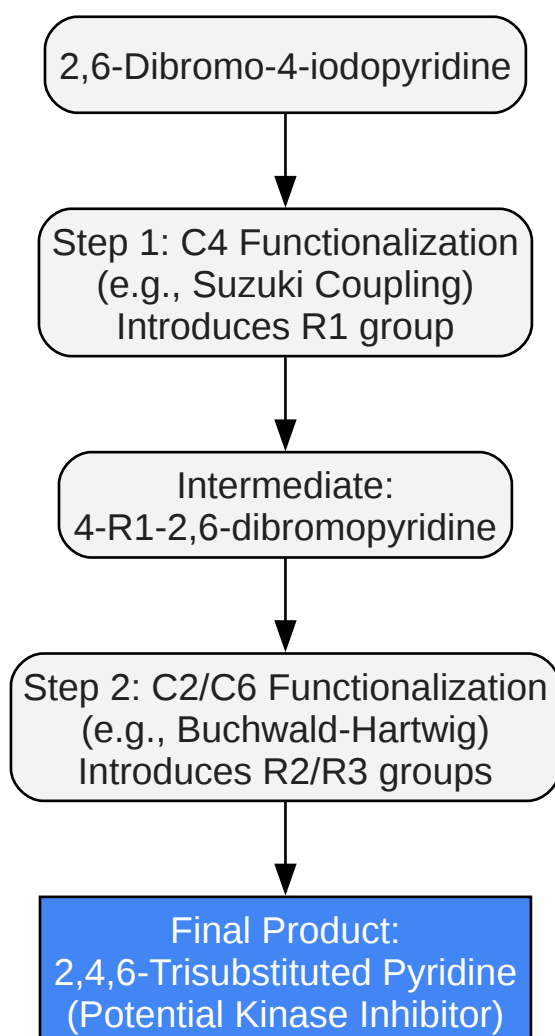 2,6-Dibromo-4-iodopyridine
Step 1: C4 Functionalization
(e.g., Suzuki Coupling)
Introduces R1 group
Intermediate:
4-R1-2,6-dibromopyridine
Step 2: C2/C6 Functionalization
(e.g., Buchwald-Hartwig)
Introduces R2/R3 groups
Final Product:
2,4,6-Trisubstituted Pyridine
(Potential Kinase Inhibitor)